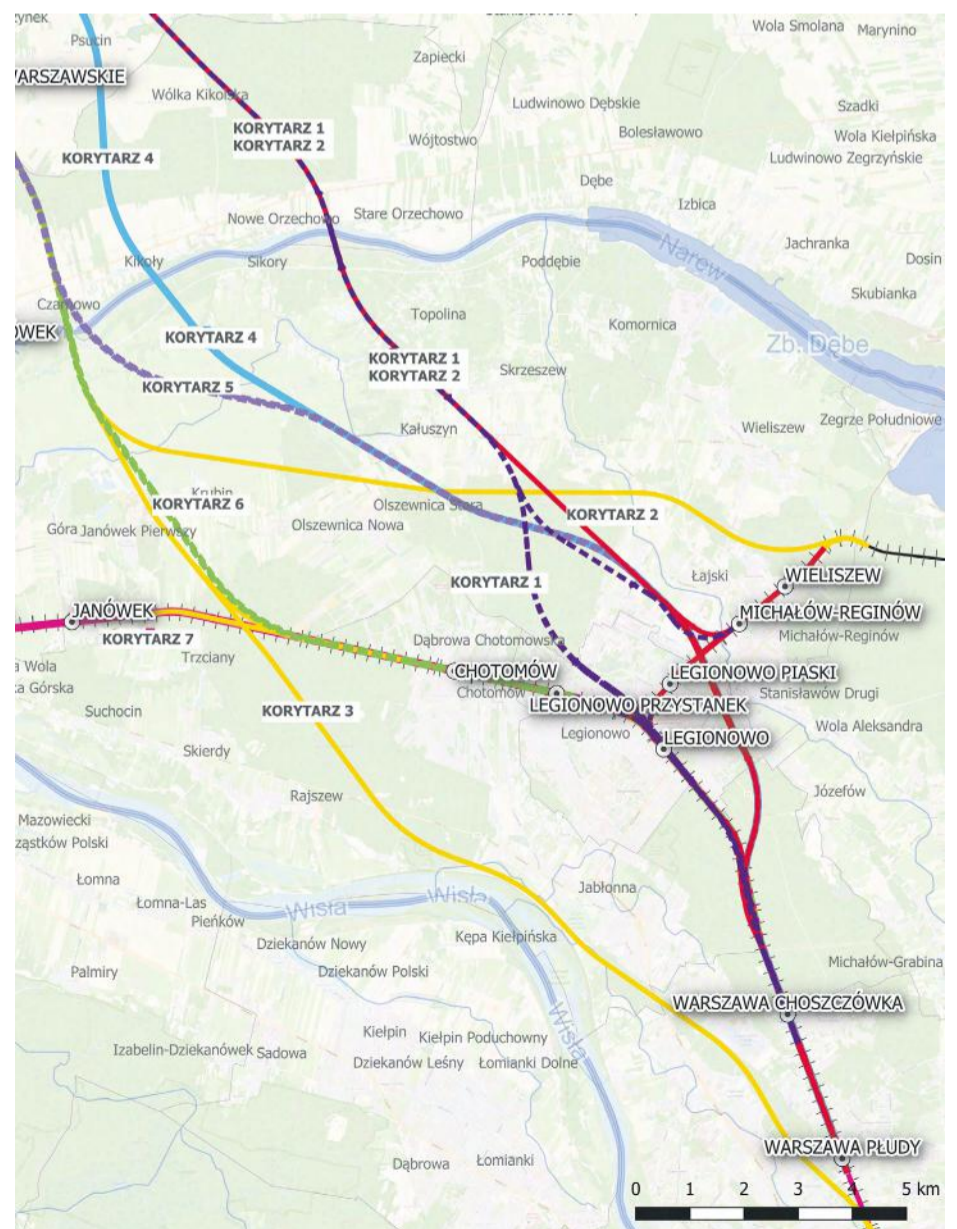 Psucin
Wola Smolana
Marynino
Zapiecki
WARSZAWSKIE
Wólka Kikolska
Ludwinowo Dębskie
Szadki
KORYTARZ 1
KORYTARZ 2
Wójtostwo
Bolesławowo
Wola Kiełpińska
KORYTARZ 4
Ludwinowo Zegrzyńskie
Dębe
Izbica
Nowe Orzechowo
Stare Orzechowo
Narew
Jachranka
Kikoły
Sikory
Poddębie
Dosin
Skubianka
Czarnowo
Topolina
Komornica
ÓWEK
KORYTARZ 4
Zb. Dębe
KORYTARZ 1
KORYTARZ 2
Skrzeszew
KORYTARZ 5
Kałuszyn
Wieliszew
Zegrze Południowe
Krubin
KORYTARZ 6
Olszewnica Stara
KORYTARZ 2
Góra
Janówek Pierwszy
Olszewnica Nowa
KORYTARZ 1
Łajski
WIELISZEW
JANÓWEK
MICHAŁÓW-REGINÓW
KORYTARZ 7
Dąbrowa Chotomowska
Michałów-Reginów
Trzciany
a Wola
CHOTOMÓW
LEGIONOWO PIASKI
ka Górska
Chotomów
Stanisławów Drugi
LEGIONOWO PRZYSTANEK
Suchocin
KORYTARZ 3
Legionowo
LEGIONOWO
Wola Aleksandra
Skierdy
Rajszew
Józefów
Mazowiecki
ząstków Polski
Łomna
Jabłonna
Łomna-Las
Wisła
Wisła
Pieńków
Dziekanów Nowy
Kępa Kiełpińska
Palmiry
Dziekanów Polski
Michałów-Grabina
WARSZAWA CHOSZCZÓWKA
Wisła
Kiełpin
Kiełpin Poduchowny
Izabelin-Dziekanówek
Sadowa
Dziekanów Leśny
Łomianki Dolne
WARSZAWA PŁUDY
Dąbrowa
Łomianki
0 1 2 3 4 5 km